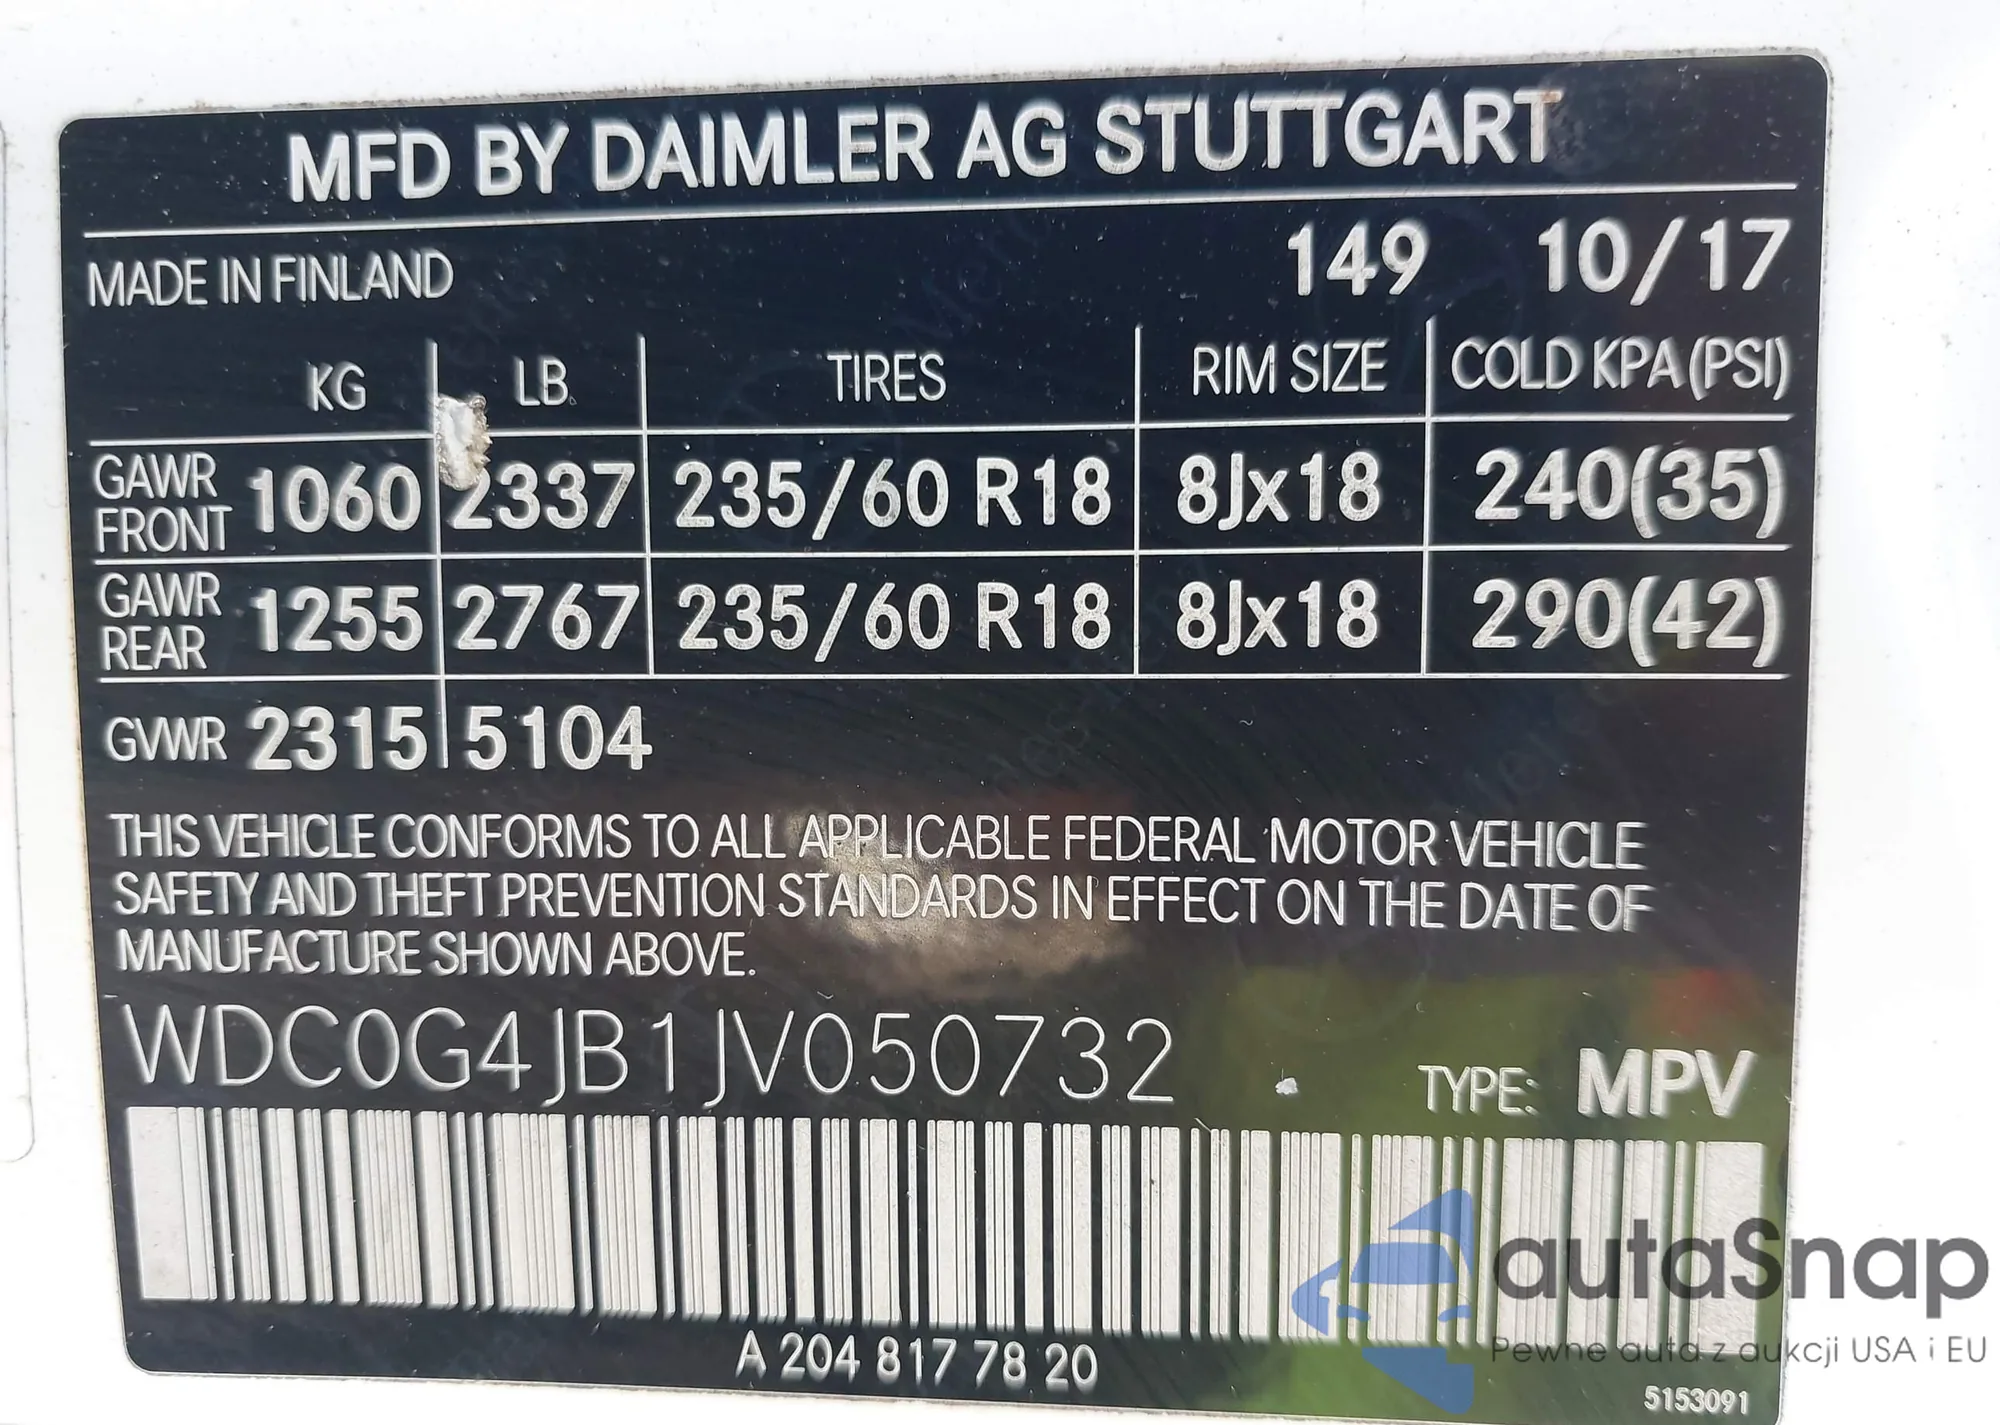 MFD BY DAIMLER AG STUTTGART
MADE IN FINLAND 149 10/17
KG LB TIRES RIM SIZE COLD KPA (PSI)
GAWR FRONT 1060 2337 235/60 R18 8Jx18 240(35)
GAWR REAR 1255 2767 235/60 R18 8Jx18 290(42)
GVWR 2315 5104
THIS VEHICLE CONFORMS TO ALL APPLICABLE FEDERAL MOTOR VEHICLE
SAFETY AND THEFT PREVENTION STANDARDS IN EFFECT ON THE DATE OF
MANUFACTURE SHOWN ABOVE.
WDC0G4JB1JV050732 TYPE: MPV
A 204 817 78 20
5153091
autaSnap
Pewne auta z aukcji USA i EU